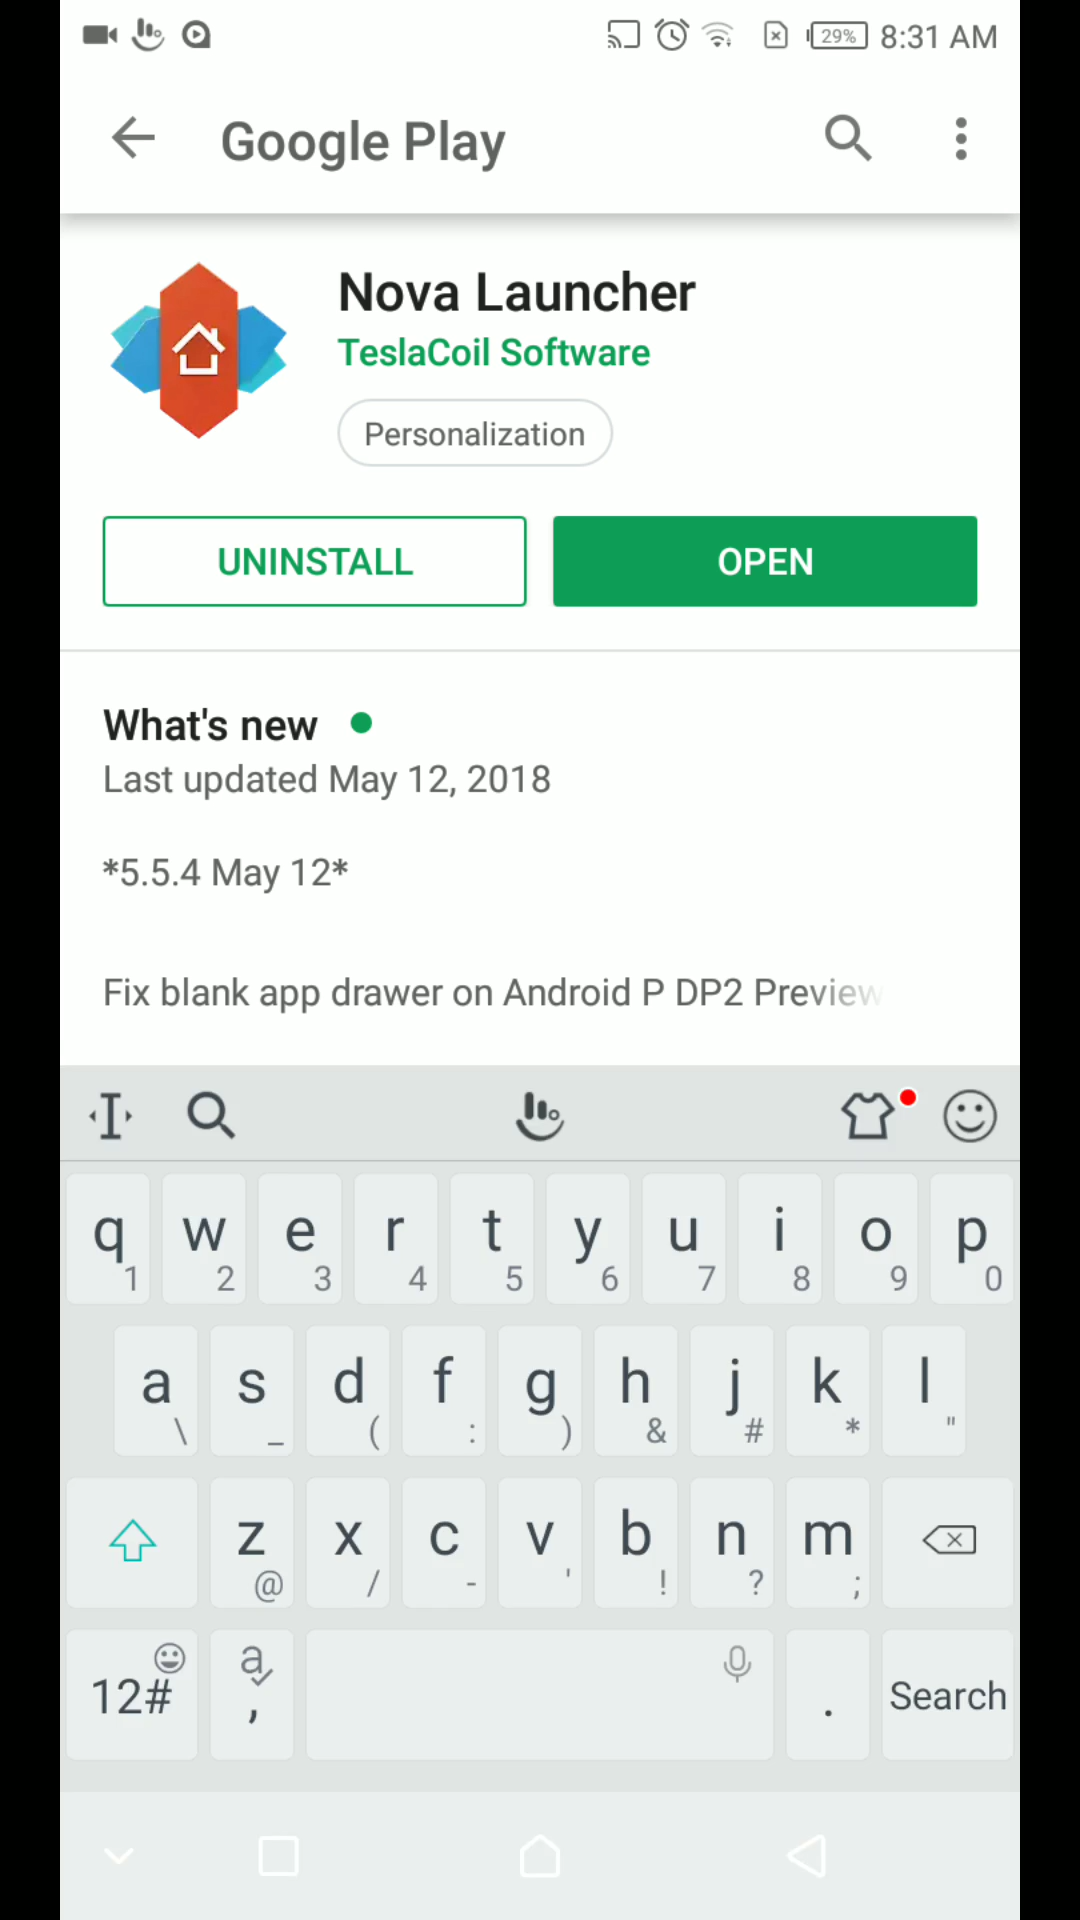 29% 8:31 AM
Google Play
Nova Launcher
TeslaCoil Software
Personalization
UNINSTALL OPEN
What's new
Last updated May 12, 2018
*5.5.4 May 12*
Fix blank app drawer on Android P DP2 Preview
q w e r t y u i o p
1 2 3 4 5 6 7 8 9 0
a s d f g h j k l
\ _ ( : ) & # * "
z x c v b n m
@ / - ' ! ? ;
12# a , . Search